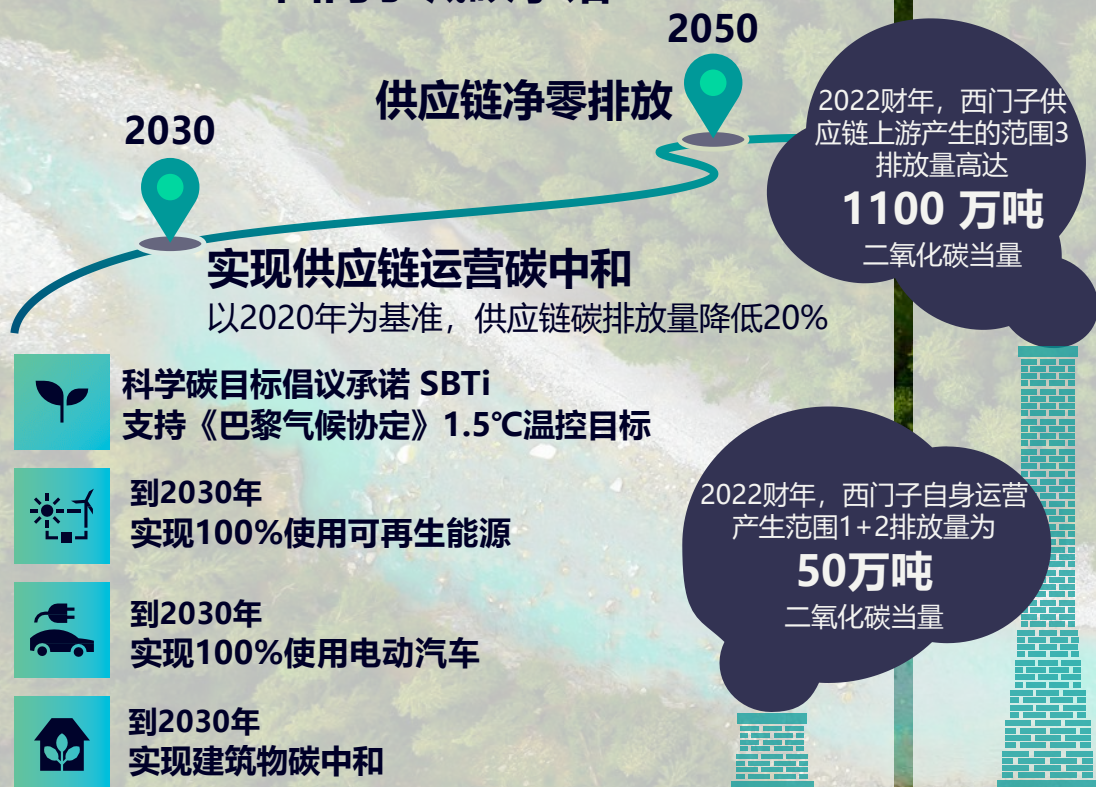 2050
供应链净零排放
2030
实现供应链运营碳中和
以2020年为基准，供应链碳排放量降低20%
科学碳目标倡议承诺 SBTi
支持《巴黎气候协定》1.5℃温控目标
到2030年
实现100%使用可再生能源
到2030年
实现100%使用电动汽车
到2030年
实现建筑物碳中和
2022财年，西门子供
应链上游产生的范围3
排放量高达
1100 万吨
二氧化碳当量
2022财年，西门子自身运营
产生范围1+2排放量为
50万吨
二氧化碳当量